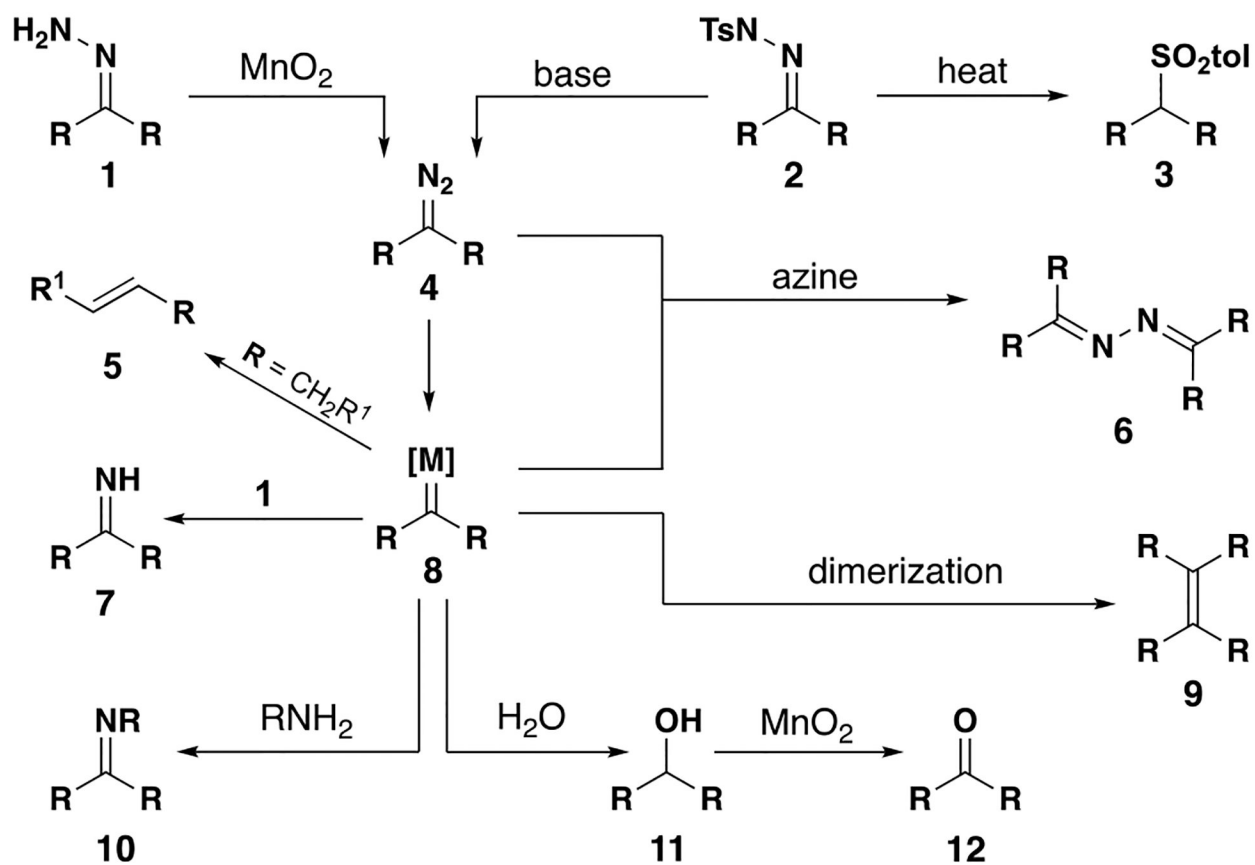 H₂N
N
R R
1
MnO₂
base
TsN
N
R R
2
heat
SO₂tol
R R
3
N₂
R R
4
R¹
R
5
R = CH₂R¹
azine
R
R N N R
R
6
[M]
R R
8
NH
R R
7
1
dimerization
R R
R R
9
NR
R R
10
RNH₂
H₂O
OH
R R
11
MnO₂
O
R R
12